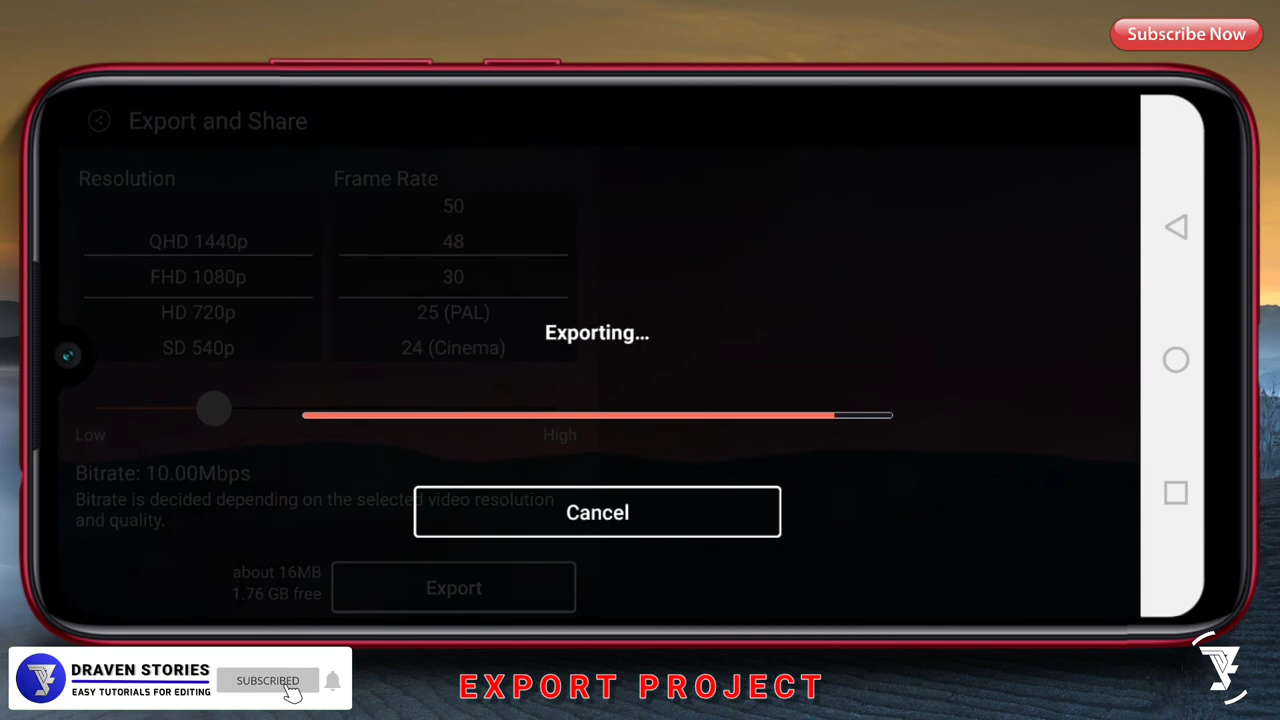 Subscribe Now
Export and Share
Resolution
Frame Rate
50
QHD 1440p
48
FHD 1080p
30
HD 720p
25 (PAL)
SD 540p
24 (Cinema)
Exporting...
Low
High
Bitrate: 10.00Mbps
Bitrate is decided depending on the selected video resolution
and quality.
Cancel
about 16MB
1.76 GB free
Export
DRAVEN STORIES
EASY TUTORIALS FOR EDITING
SUBSCRIBED
EXPORT PROJECT